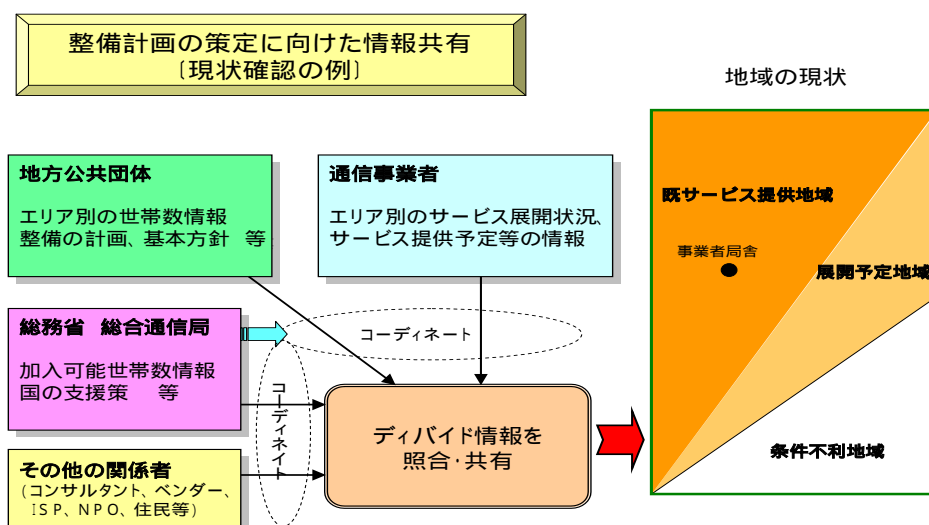 整備計画の策定に向けた情報共有
〔現状確認の例〕
地域の現状
地方公共団体
エリア別の世帯数情報
整備の計画、基本方針 等
通信事業者
エリア別のサービス展開状況、
サービス提供予定等の情報
既サービス提供地域
事業者局舎
展開予定地域
総務省 総合通信局
加入可能世帯数情報
国の支援策 等
コーディネート
コーディネイト
ディバイド情報を
照合・共有
条件不利地域
その他の関係者
(コンサルタント、ベンダー、
ISP、NPO、住民等)